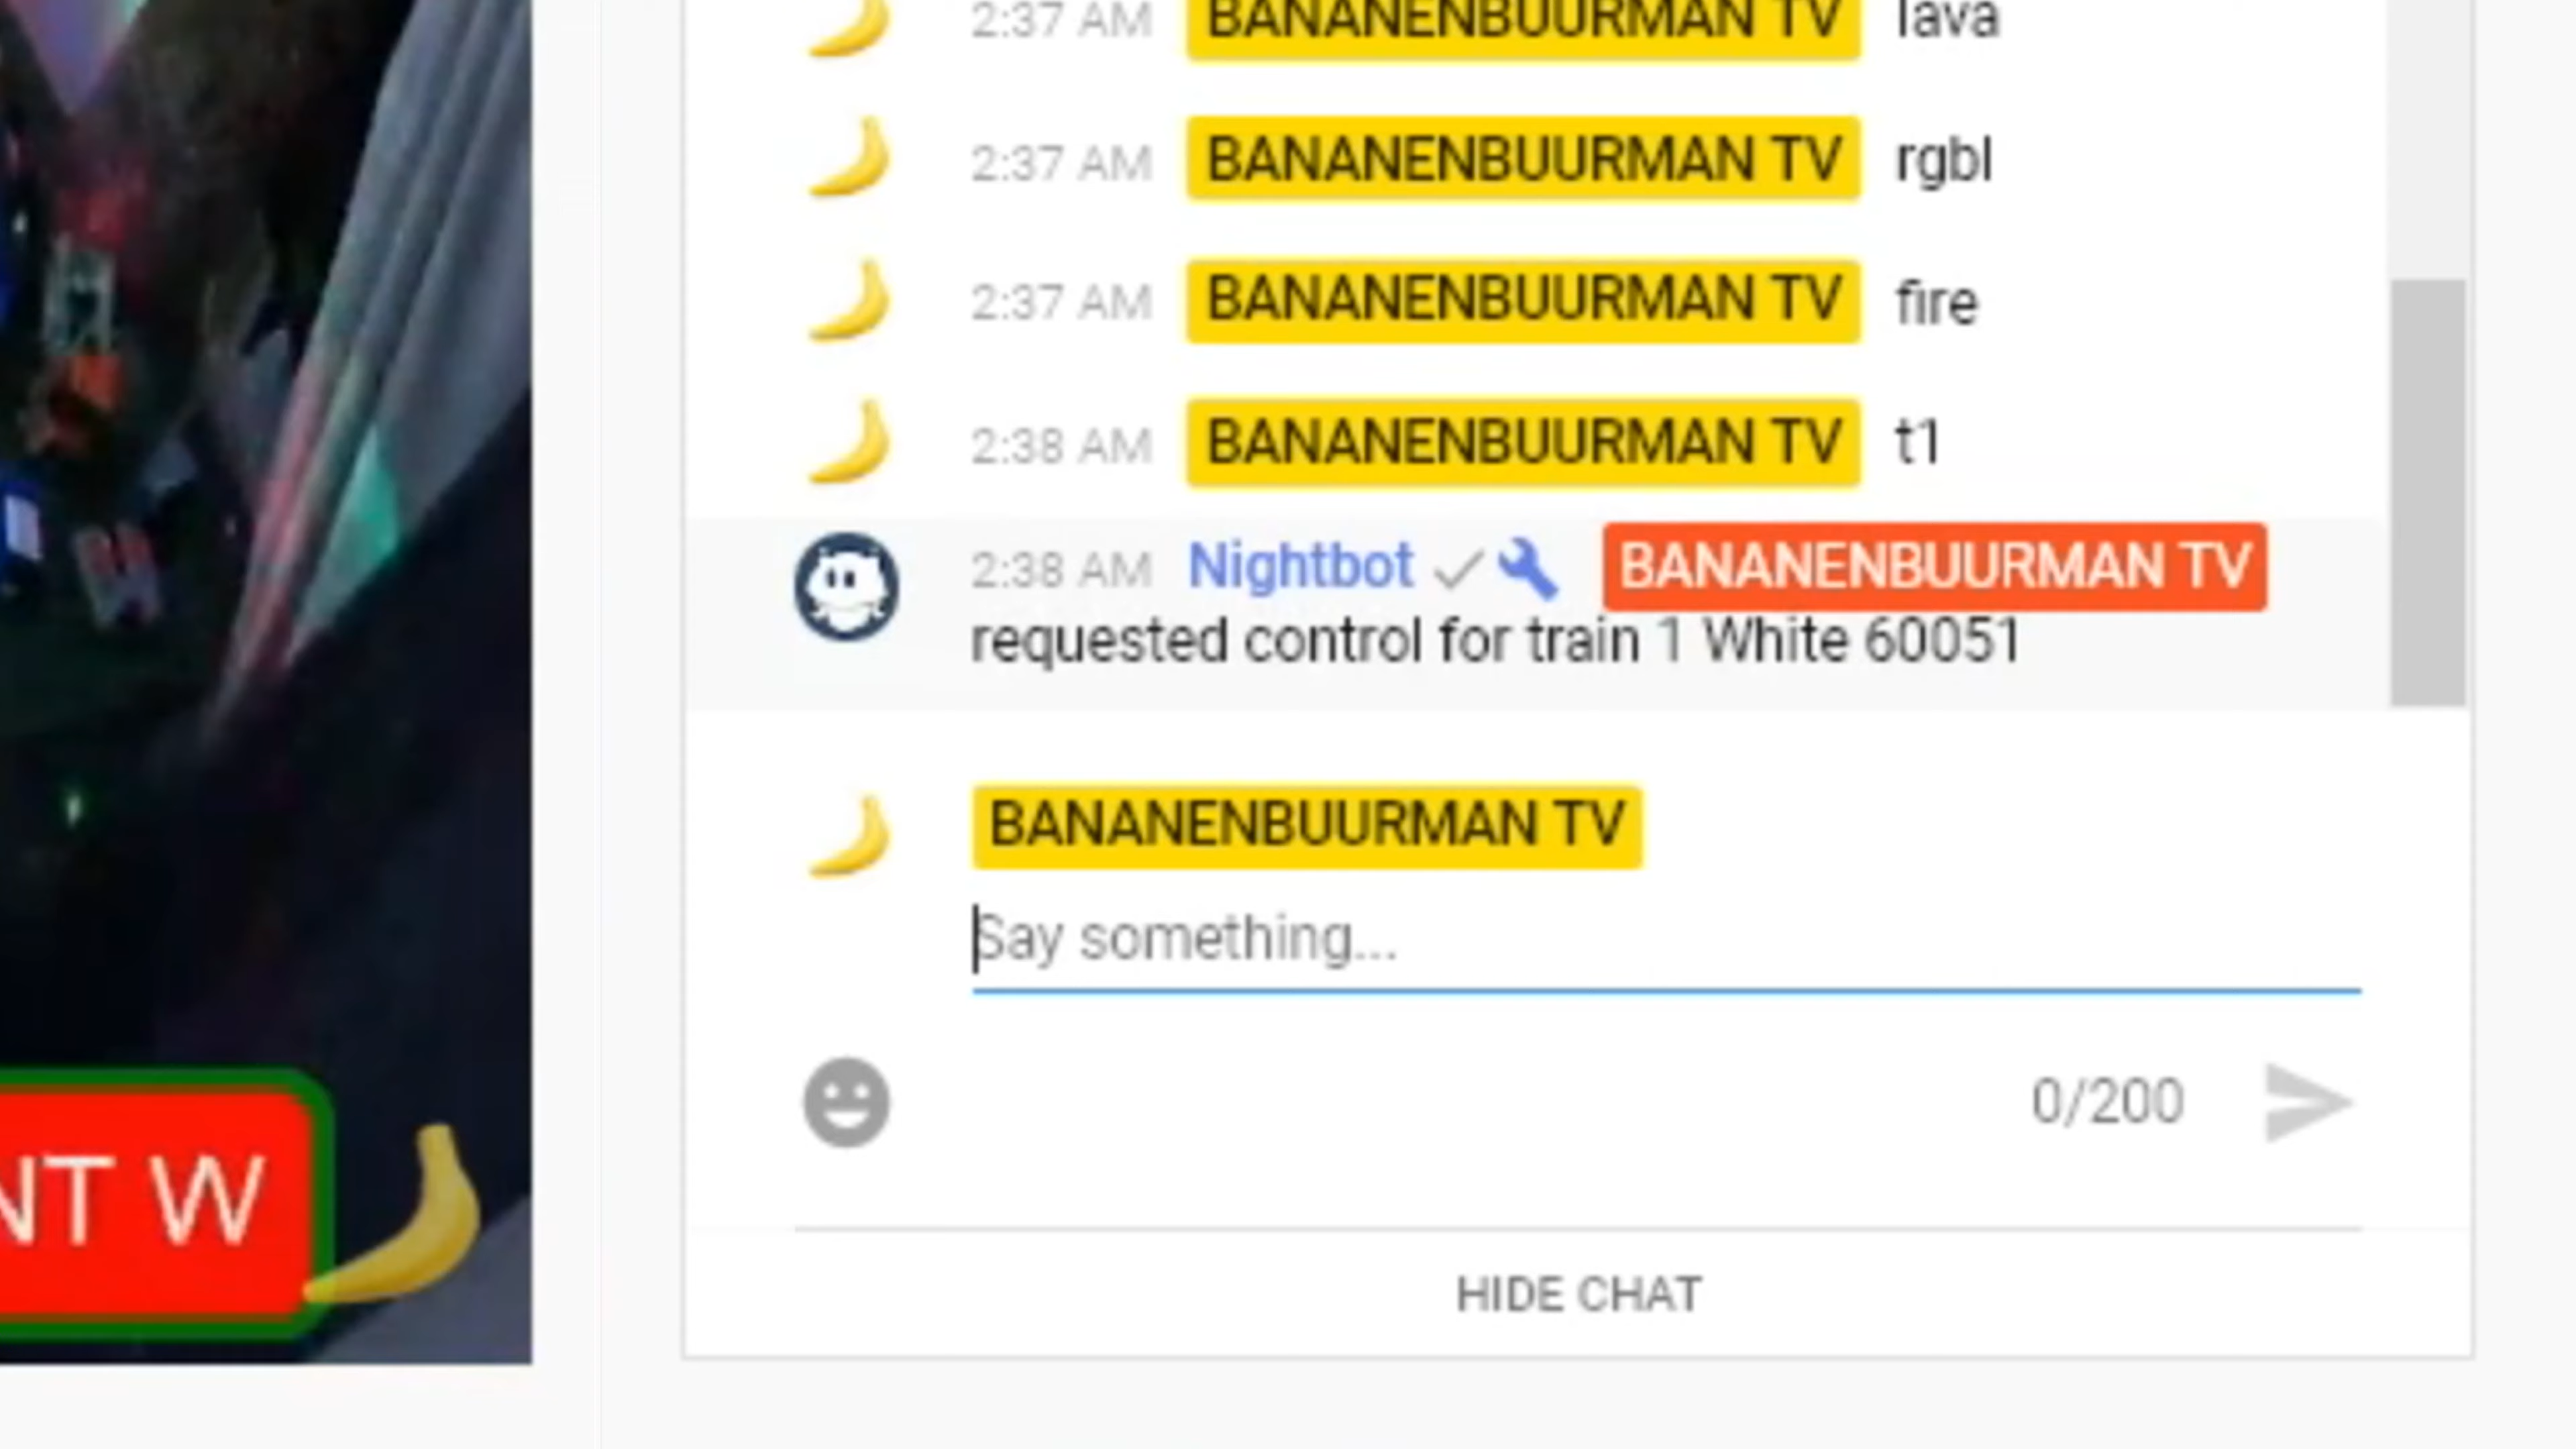 2:37 AM BANANENBUURMAN TV lava
2:37 AM BANANENBUURMAN TV rgbl
2:37 AM BANANENBUURMAN TV fire
2:38 AM BANANENBUURMAN TV t1
2:38 AM Nightbot BANANENBUURMAN TV
requested control for train 1 White 60051
BANANENBUURMAN TV
Say something...
0/200
NT W
HIDE CHAT